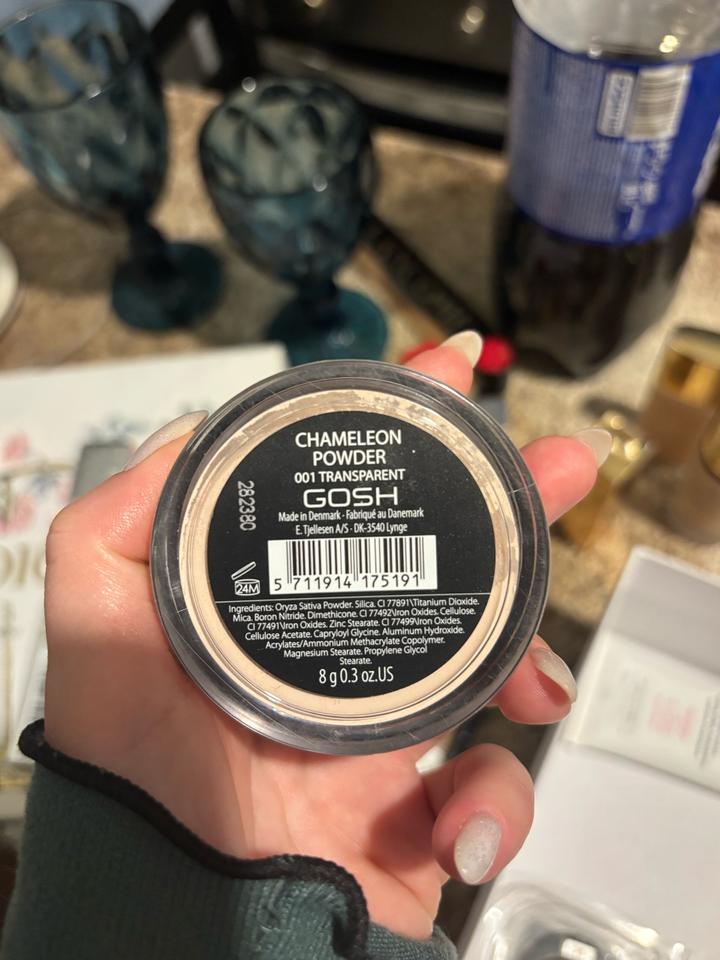 CHAMELEON
POWDER
001 TRANSPARENT
GOSH
Made in Denmark · Fabriqué au Danemark
E. Tjellesen A/S · DK-3540 Lynge
282380
5 711914 175191
24M
Ingredients: Oryza Sativa Powder. Silica. CI 77891\Titanium Dioxide.
Mica. Boron Nitride. Dimethicone. CI 77492\Iron Oxides. Cellulose.
CI 77491\Iron Oxides. Zinc Stearate. CI 77499\Iron Oxides.
Cellulose Acetate. Capryloyl Glycine. Aluminum Hydroxide.
Acrylates/Ammonium Methacrylate Copolymer.
Magnesium Stearate. Propylene Glycol
Stearate.
8 g 0.3 oz.US